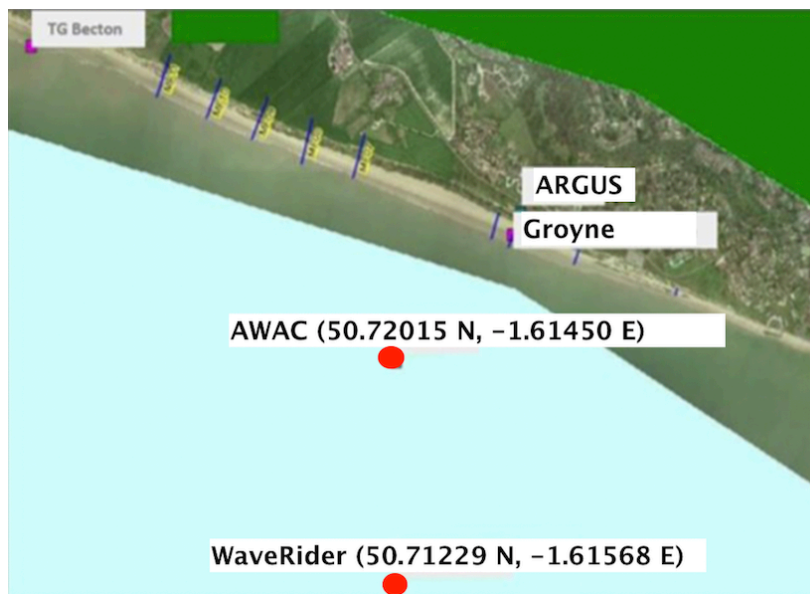 TG Becton
ARGUS
Groyne
AWAC (50.72015 N, −1.61450 E)
WaveRider (50.71229 N, −1.61568 E)